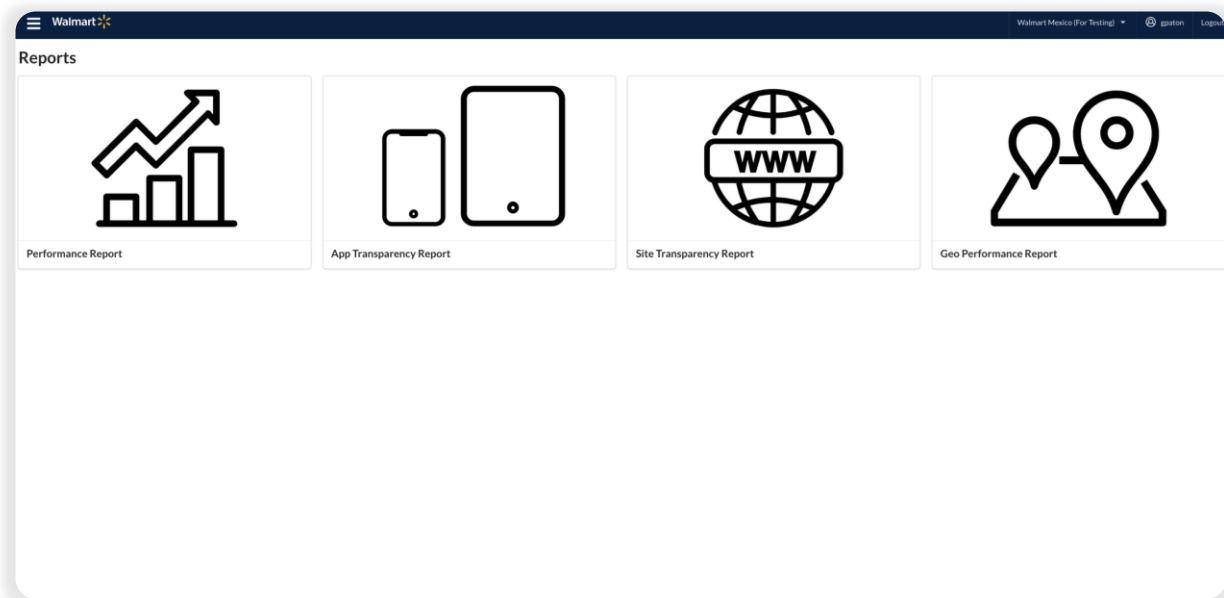 Walmart
Walmart Mexico (For Testing)
gpaton
Logout
Reports
WWW
Performance Report
App Transparency Report
Site Transparency Report
Geo Performance Report